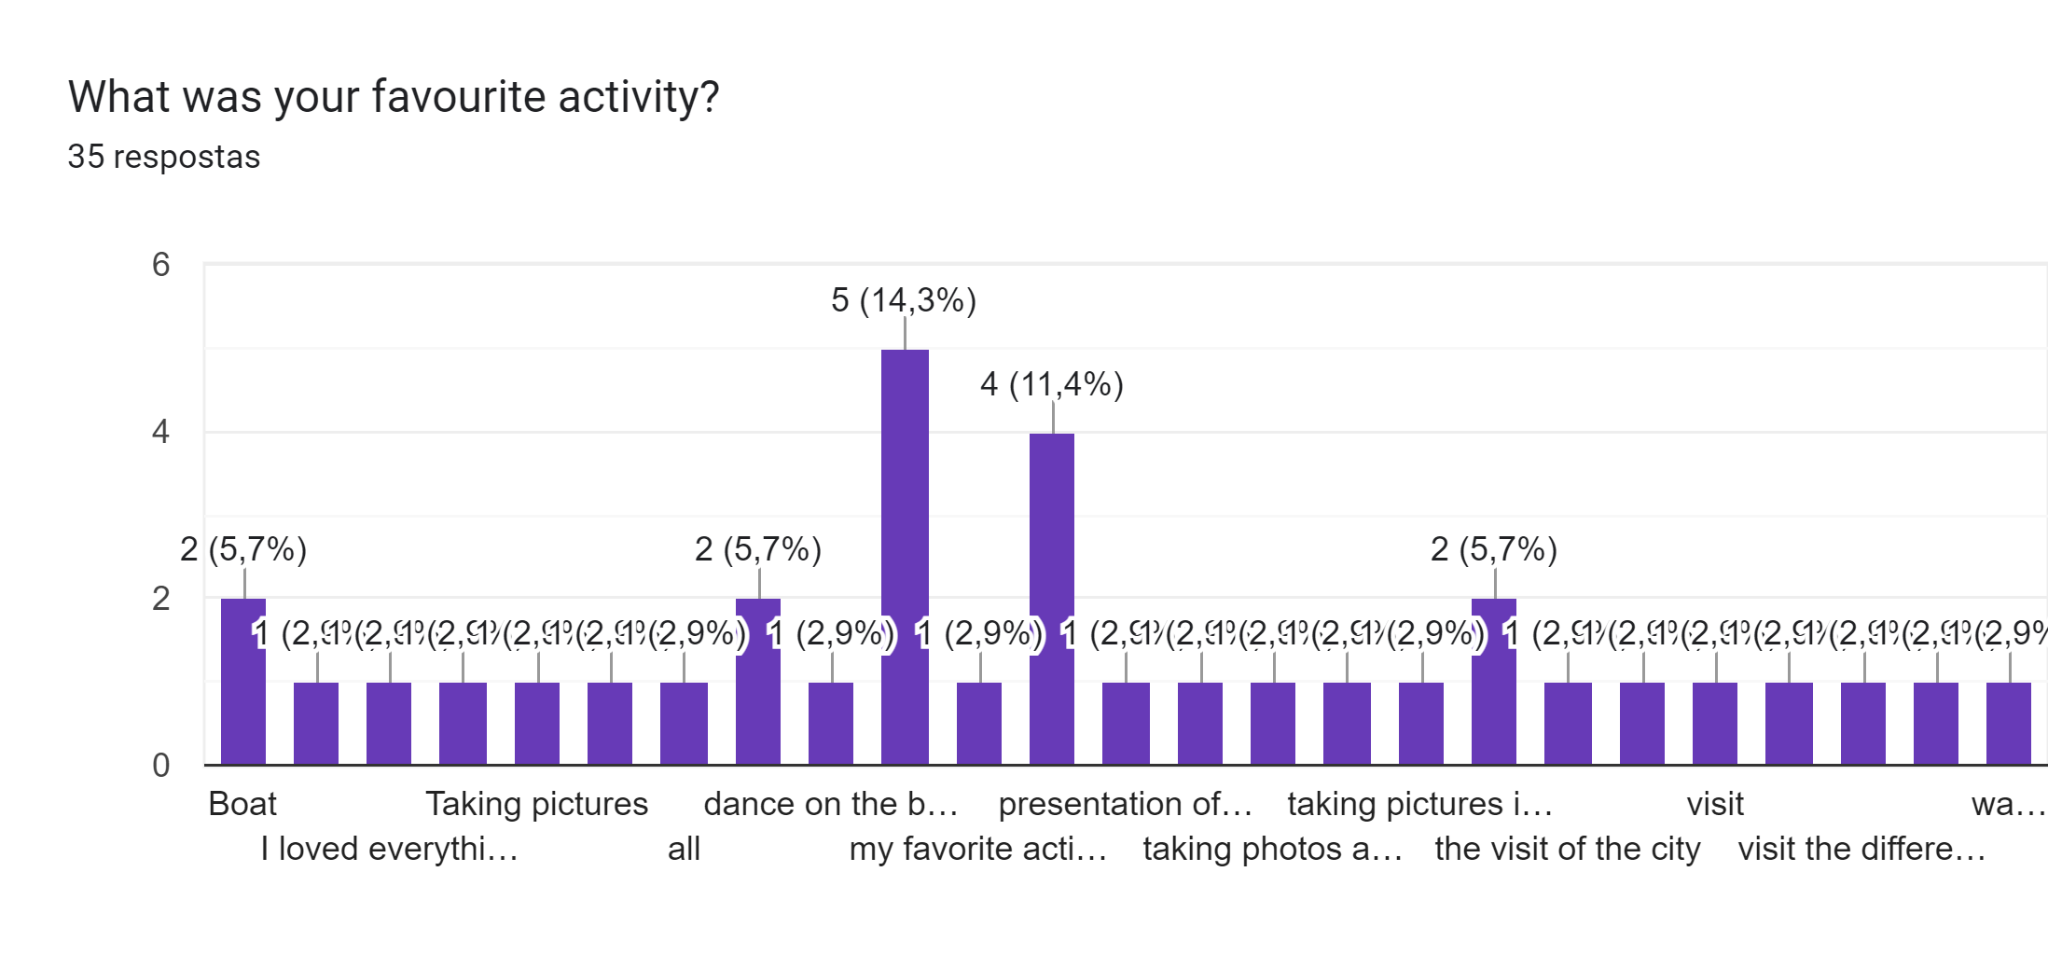 What was your favourite activity?
35 respostas
6
5 (14,3%)
4 (11,4%)
4
2 (5,7%) 2 (5,7%) 2 (5,7%)
2
1 (2,9%) 1 (2,9%)
0
Boat Taking pictures dance on the b… presentation of… taking pictures i… visit wa…
I loved everythi… all my favorite acti… taking photos a… the visit of the city visit the differe…